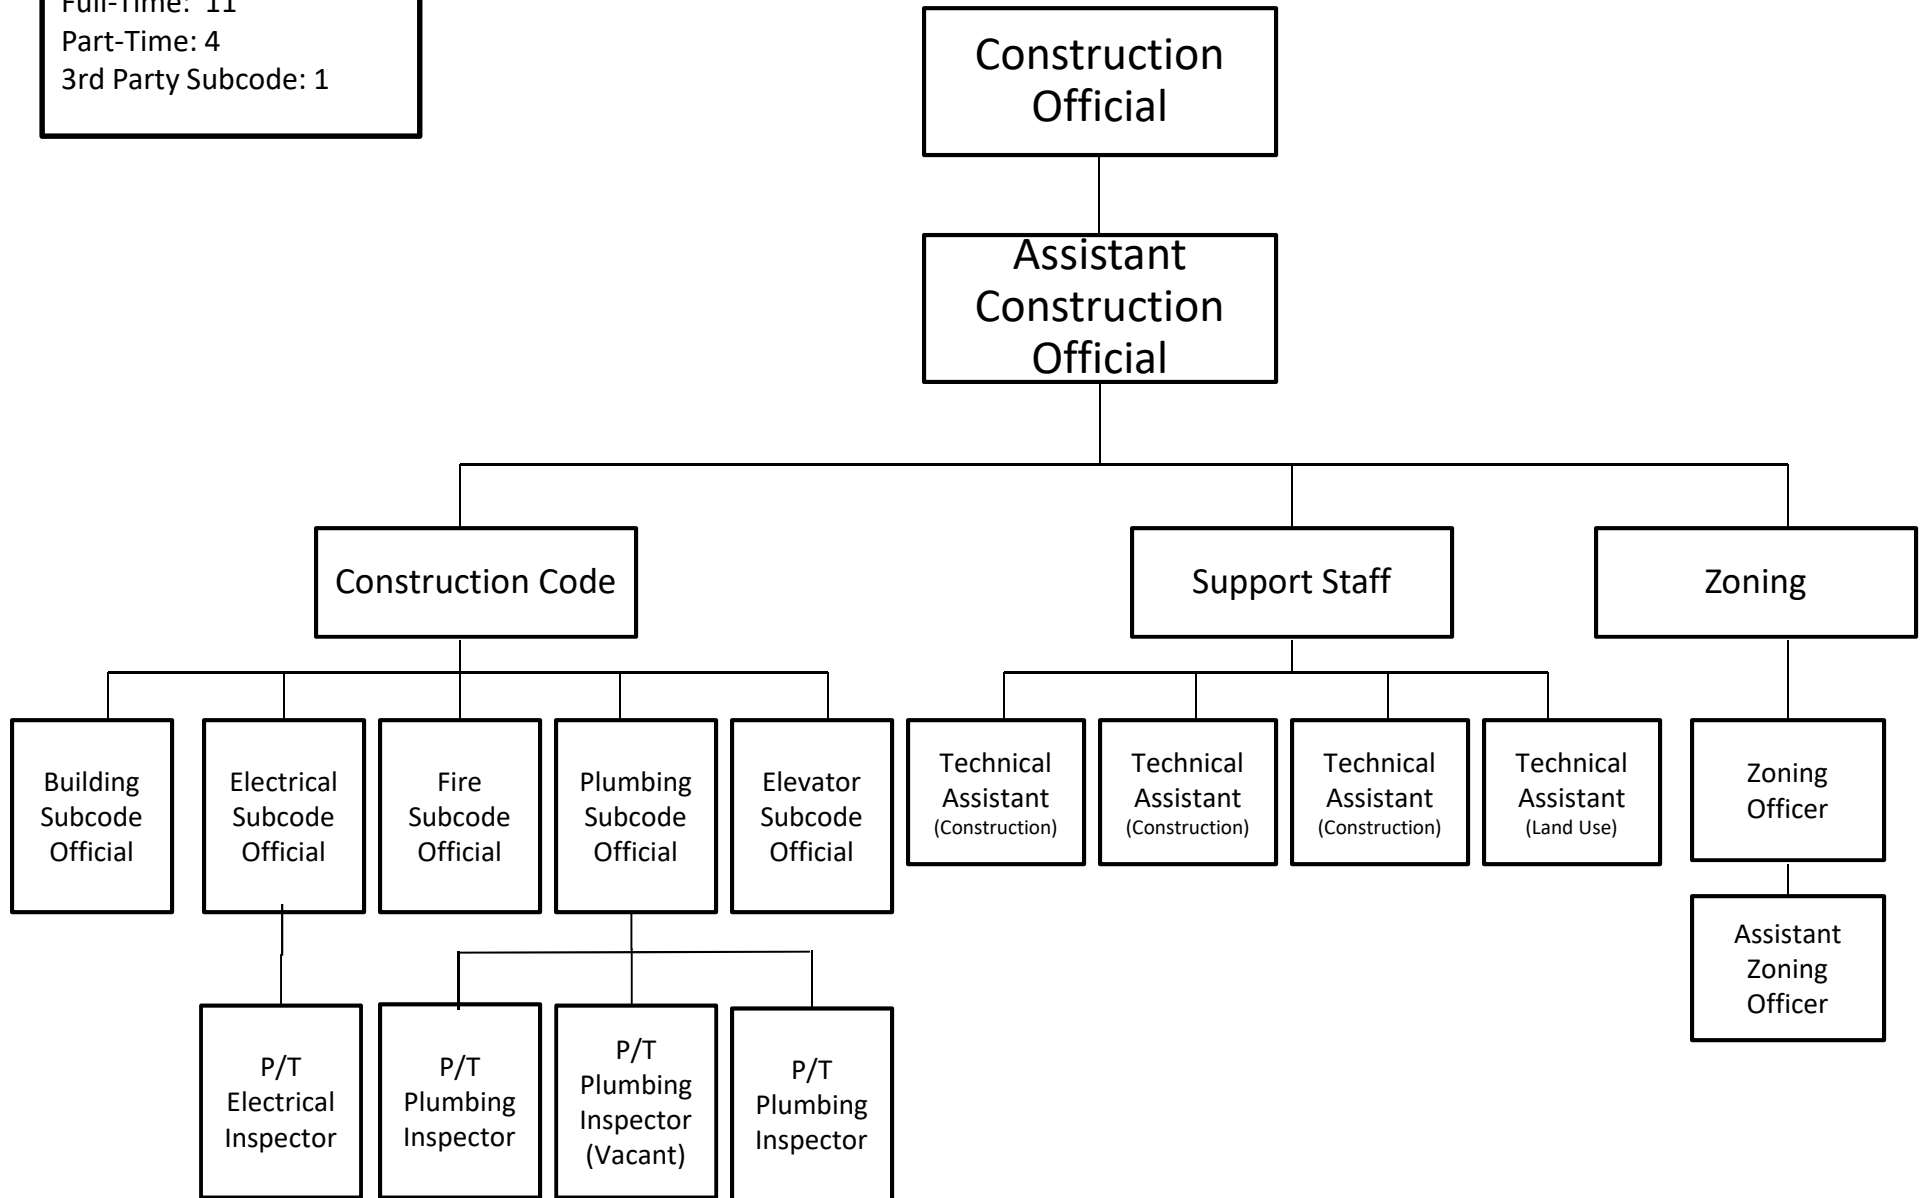 Full-Time: 11
Part-Time: 4
3rd Party Subcode: 1
Construction
Official
Assistant
Construction
Official
Construction Code
Support Staff
Zoning
Building
Subcode
Official
Electrical
Subcode
Official
Fire
Subcode
Official
Plumbing
Subcode
Official
Elevator
Subcode
Official
Technical
Assistant
(Construction)
Technical
Assistant
(Construction)
Technical
Assistant
(Construction)
Technical
Assistant
(Land Use)
Zoning
Officer
Assistant
Zoning
Officer
P/T
Electrical
Inspector
P/T
Plumbing
Inspector
P/T
Plumbing
Inspector
(Vacant)
P/T
Plumbing
Inspector